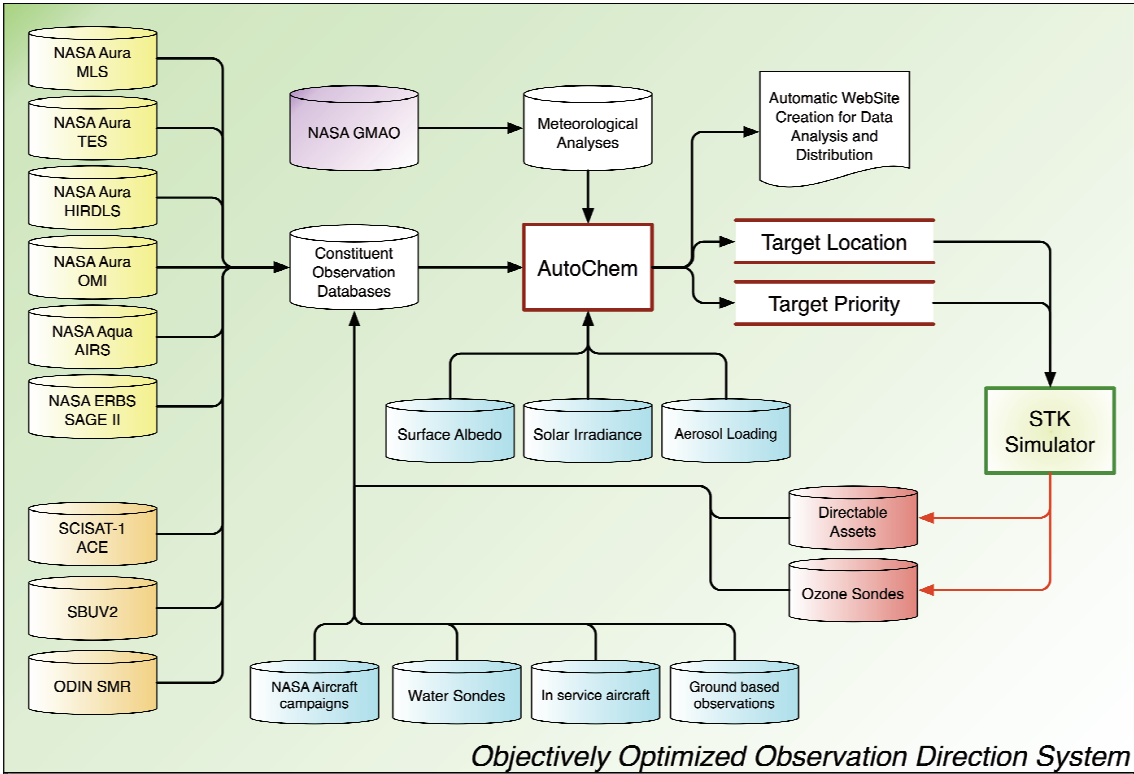 NASA Aura
MLS
NASA Aura
TES
NASA Aura
HIRDLS
NASA Aura
OMI
NASA Aqua
AIRS
NASA ERBS
SAGE II
SCISAT-1
ACE
SBUV2
ODIN SMR
NASA GMAO
Meteorological
Analyses
Automatic WebSite
Creation for Data
Analysis and
Distribution
Constituent
Observation
Databases
AutoChem
Target Location
Target Priority
Surface Albedo
Solar Irradiance
Aerosol Loading
STK
Simulator
Directable
Assets
Ozone Sondes
NASA Aircraft
campaigns
Water Sondes
In service aircraft
Ground based
observations
Objectively Optimized Observation Direction System